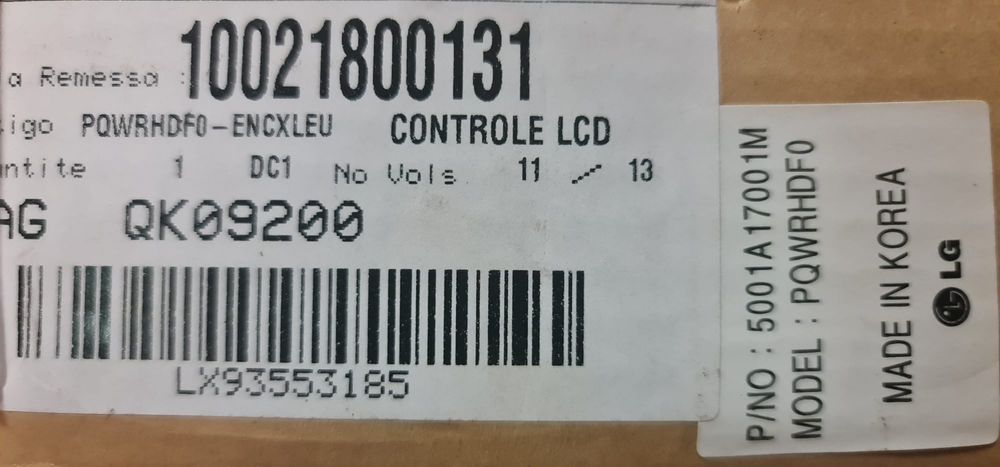 a Remessa : 10021800131
igo PQWRHDF0-ENCXLEU CONTROLE LCD
ntite 1 DC1 No Vols. 11 / 13
AG QK09200
LX93553185
P/NO : 5001A17001M
MODEL : PQWRHDF0
MADE IN KOREA
LG